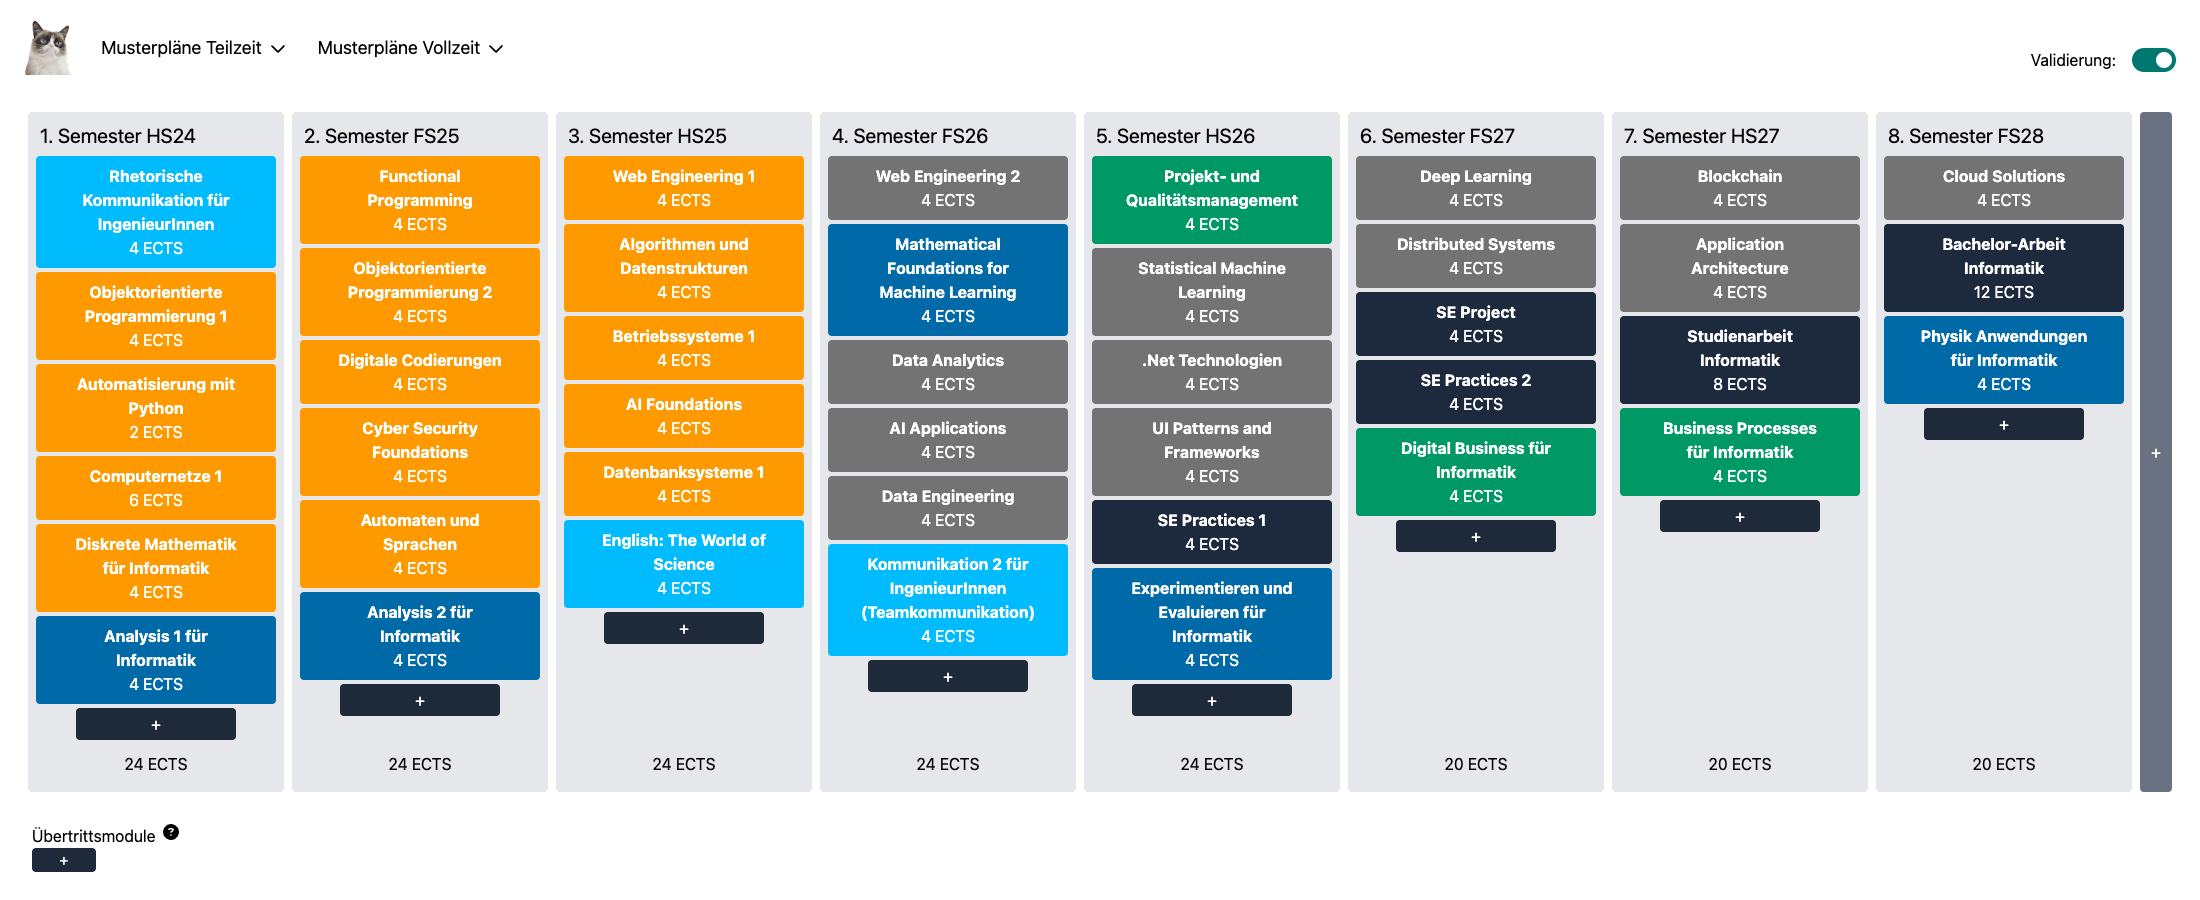 Musterpläne Teilzeit
Musterpläne Vollzeit
Validierung:
1. Semester HS24
Rhetorische
Kommunikation für
IngenieurInnen
4 ECTS
Objektorientierte
Programmierung 1
4 ECTS
Automatisierung mit
Python
2 ECTS
Computernetze 1
6 ECTS
Diskrete Mathematik
für Informatik
4 ECTS
Analysis 1 für
Informatik
4 ECTS
+
24 ECTS
2. Semester FS25
Functional
Programming
4 ECTS
Objektorientierte
Programmierung 2
4 ECTS
Digitale Codierungen
4 ECTS
Cyber Security
Foundations
4 ECTS
Automaten und
Sprachen
4 ECTS
Analysis 2 für
Informatik
4 ECTS
+
24 ECTS
3. Semester HS25
Web Engineering 1
4 ECTS
Algorithmen und
Datenstrukturen
4 ECTS
Betriebssysteme 1
4 ECTS
AI Foundations
4 ECTS
Datenbanksysteme 1
4 ECTS
English: The World of
Science
4 ECTS
+
24 ECTS
4. Semester FS26
Web Engineering 2
4 ECTS
Mathematical
Foundations for
Machine Learning
4 ECTS
Data Analytics
4 ECTS
AI Applications
4 ECTS
Data Engineering
4 ECTS
Kommunikation 2 für
IngenieurInnen
(Teamkommunikation)
4 ECTS
+
24 ECTS
5. Semester HS26
Projekt- und
Qualitätsmanagement
4 ECTS
Statistical Machine
Learning
4 ECTS
.Net Technologien
4 ECTS
UI Patterns and
Frameworks
4 ECTS
SE Practices 1
4 ECTS
Experimentieren und
Evaluieren für
Informatik
4 ECTS
+
24 ECTS
6. Semester FS27
Deep Learning
4 ECTS
Distributed Systems
4 ECTS
SE Project
4 ECTS
SE Practices 2
4 ECTS
Digital Business für
Informatik
4 ECTS
+
20 ECTS
7. Semester HS27
Blockchain
4 ECTS
Application
Architecture
4 ECTS
Studienarbeit
Informatik
8 ECTS
Business Processes
für Informatik
4 ECTS
+
20 ECTS
8. Semester FS28
Cloud Solutions
4 ECTS
Bachelor-Arbeit
Informatik
12 ECTS
Physik Anwendungen
für Informatik
4 ECTS
+
20 ECTS
+
Übertrittsmodule ?
+